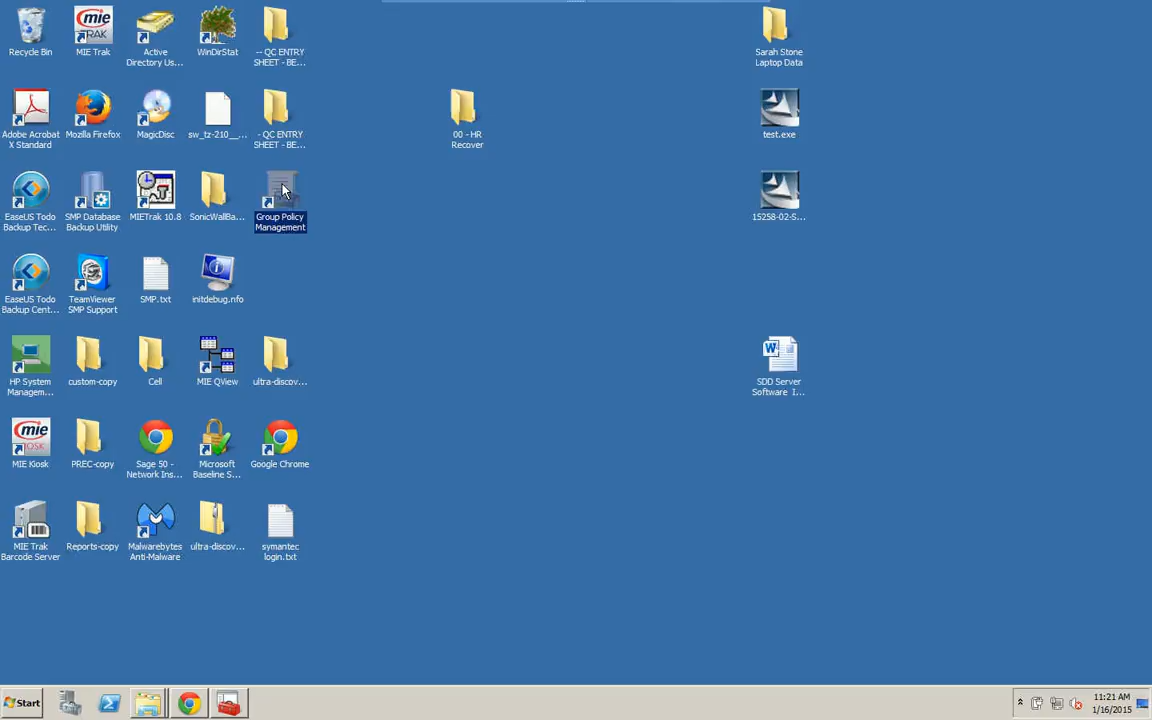 Recycle Bin
mie
TRAK
MIE Trak
Active
Directory Us...
WinDirStat
-- QC ENTRY
SHEET - BE...
Sarah Stone
Laptop Data
Adobe Acrobat
X Standard
Mozilla Firefox
MagicDisc
sw_tz-210__...
- QC ENTRY
SHEET - BE...
00 - HR
Recover
test.exe
EaseUS Todo
Backup Tec...
SMP Database
Backup Utility
MIETrak 10.8
SonicWallBa...
Group Policy
Management
15258-02-S...
EaseUS Todo
Backup Cent...
TeamViewer
SMP Support
SMP.txt
initdebug.nfo
HP System
Managem...
custom-copy
Cell
MIE QView
ultra-discov...
SDD Server
Software I...
mie
MIE Kiosk
PREC-copy
Sage 50 -
Network Ins...
Microsoft
Baseline S...
Google Chrome
MIE Trak
Barcode Server
Reports-copy
Malwarebytes
Anti-Malware
ultra-discov...
symantec
login.txt
Start
11:21 AM
1/16/2015